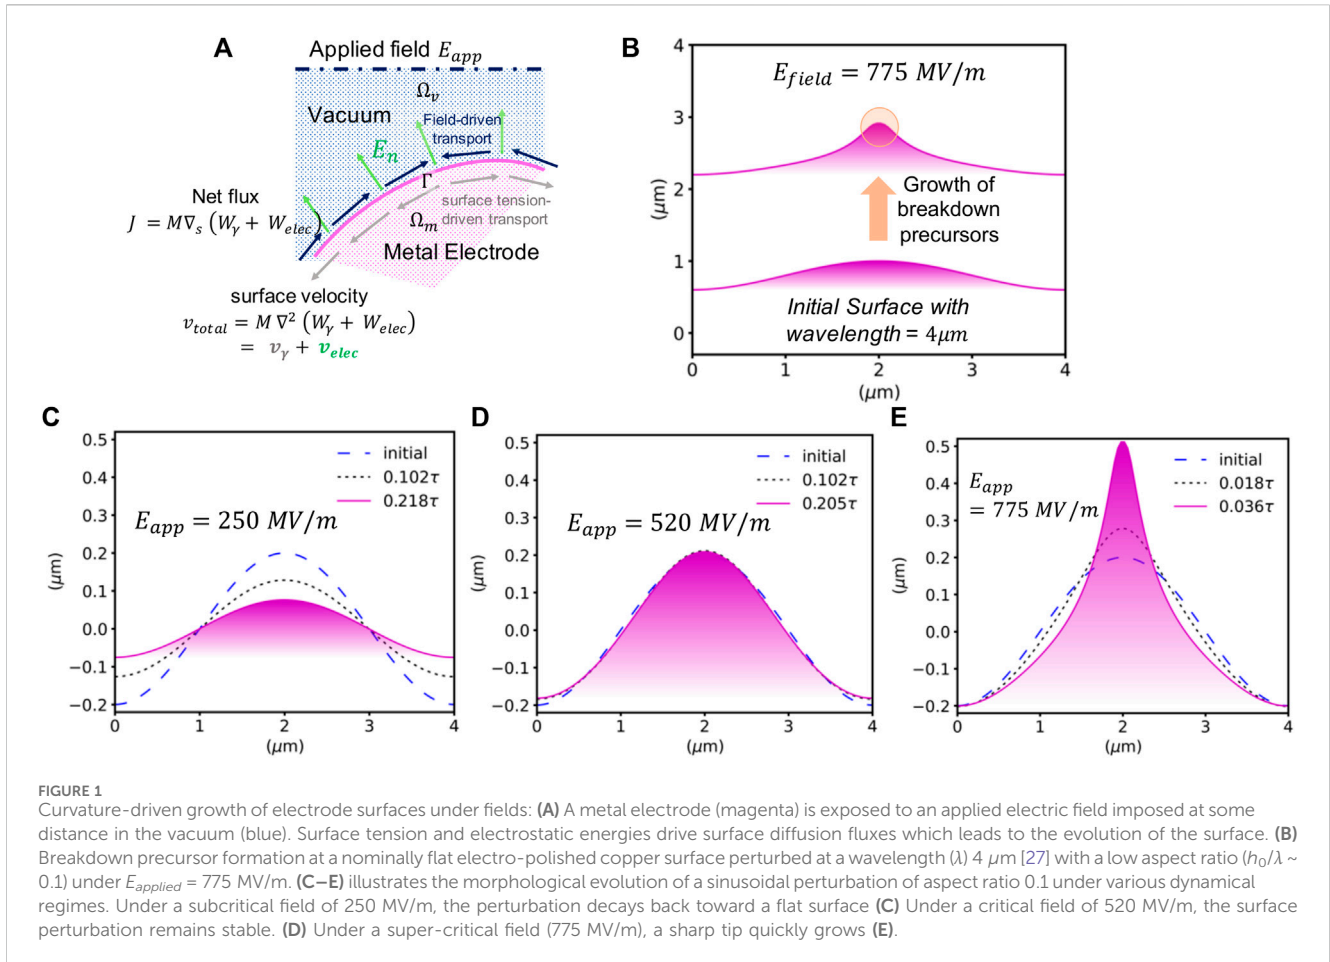 A
Applied field E_app
Ω_v
Vacuum
Field-driven
transport
E_n
Γ
Net flux
J = M∇_s (W_γ + W_elec)
Ω_m
surface tension-
driven transport
Metal Electrode
surface velocity
v_total = M ∇² (W_γ + W_elec)
= v_γ + v_elec
B
4
3
2
1
0
(μm)
E_field = 775 MV/m
Growth of
breakdown
precursors
Initial Surface with
wavelength = 4μm
0 1 2 3 4
(μm)
C
0.5
0.4
0.3
0.2
0.1
0.0
−0.1
−0.2
(μm)
initial
0.102τ
0.218τ
E_app = 250 MV/m
0 1 2 3 4
(μm)
D
0.5
0.4
0.3
0.2
0.1
0.0
−0.1
−0.2
(μm)
initial
0.102τ
0.205τ
E_app = 520 MV/m
0 1 2 3 4
(μm)
E
0.5
0.4
0.3
0.2
0.1
0.0
−0.1
−0.2
(μm)
initial
0.018τ
0.036τ
E_app
= 775 MV/m
0 1 2 3 4
(μm)
FIGURE 1
Curvature-driven growth of electrode surfaces under fields: (A) A metal electrode (magenta) is exposed to an applied electric field imposed at some
distance in the vacuum (blue). Surface tension and electrostatic energies drive surface diffusion fluxes which leads to the evolution of the surface. (B)
Breakdown precursor formation at a nominally flat electro-polished copper surface perturbed at a wavelength (λ) 4 μm [27] with a low aspect ratio (h₀/λ ~
0.1) under E_applied = 775 MV/m. (C–E) illustrates the morphological evolution of a sinusoidal perturbation of aspect ratio 0.1 under various dynamical
regimes. Under a subcritical field of 250 MV/m, the perturbation decays back toward a flat surface (C) Under a critical field of 520 MV/m, the surface
perturbation remains stable. (D) Under a super-critical field (775 MV/m), a sharp tip quickly grows (E).